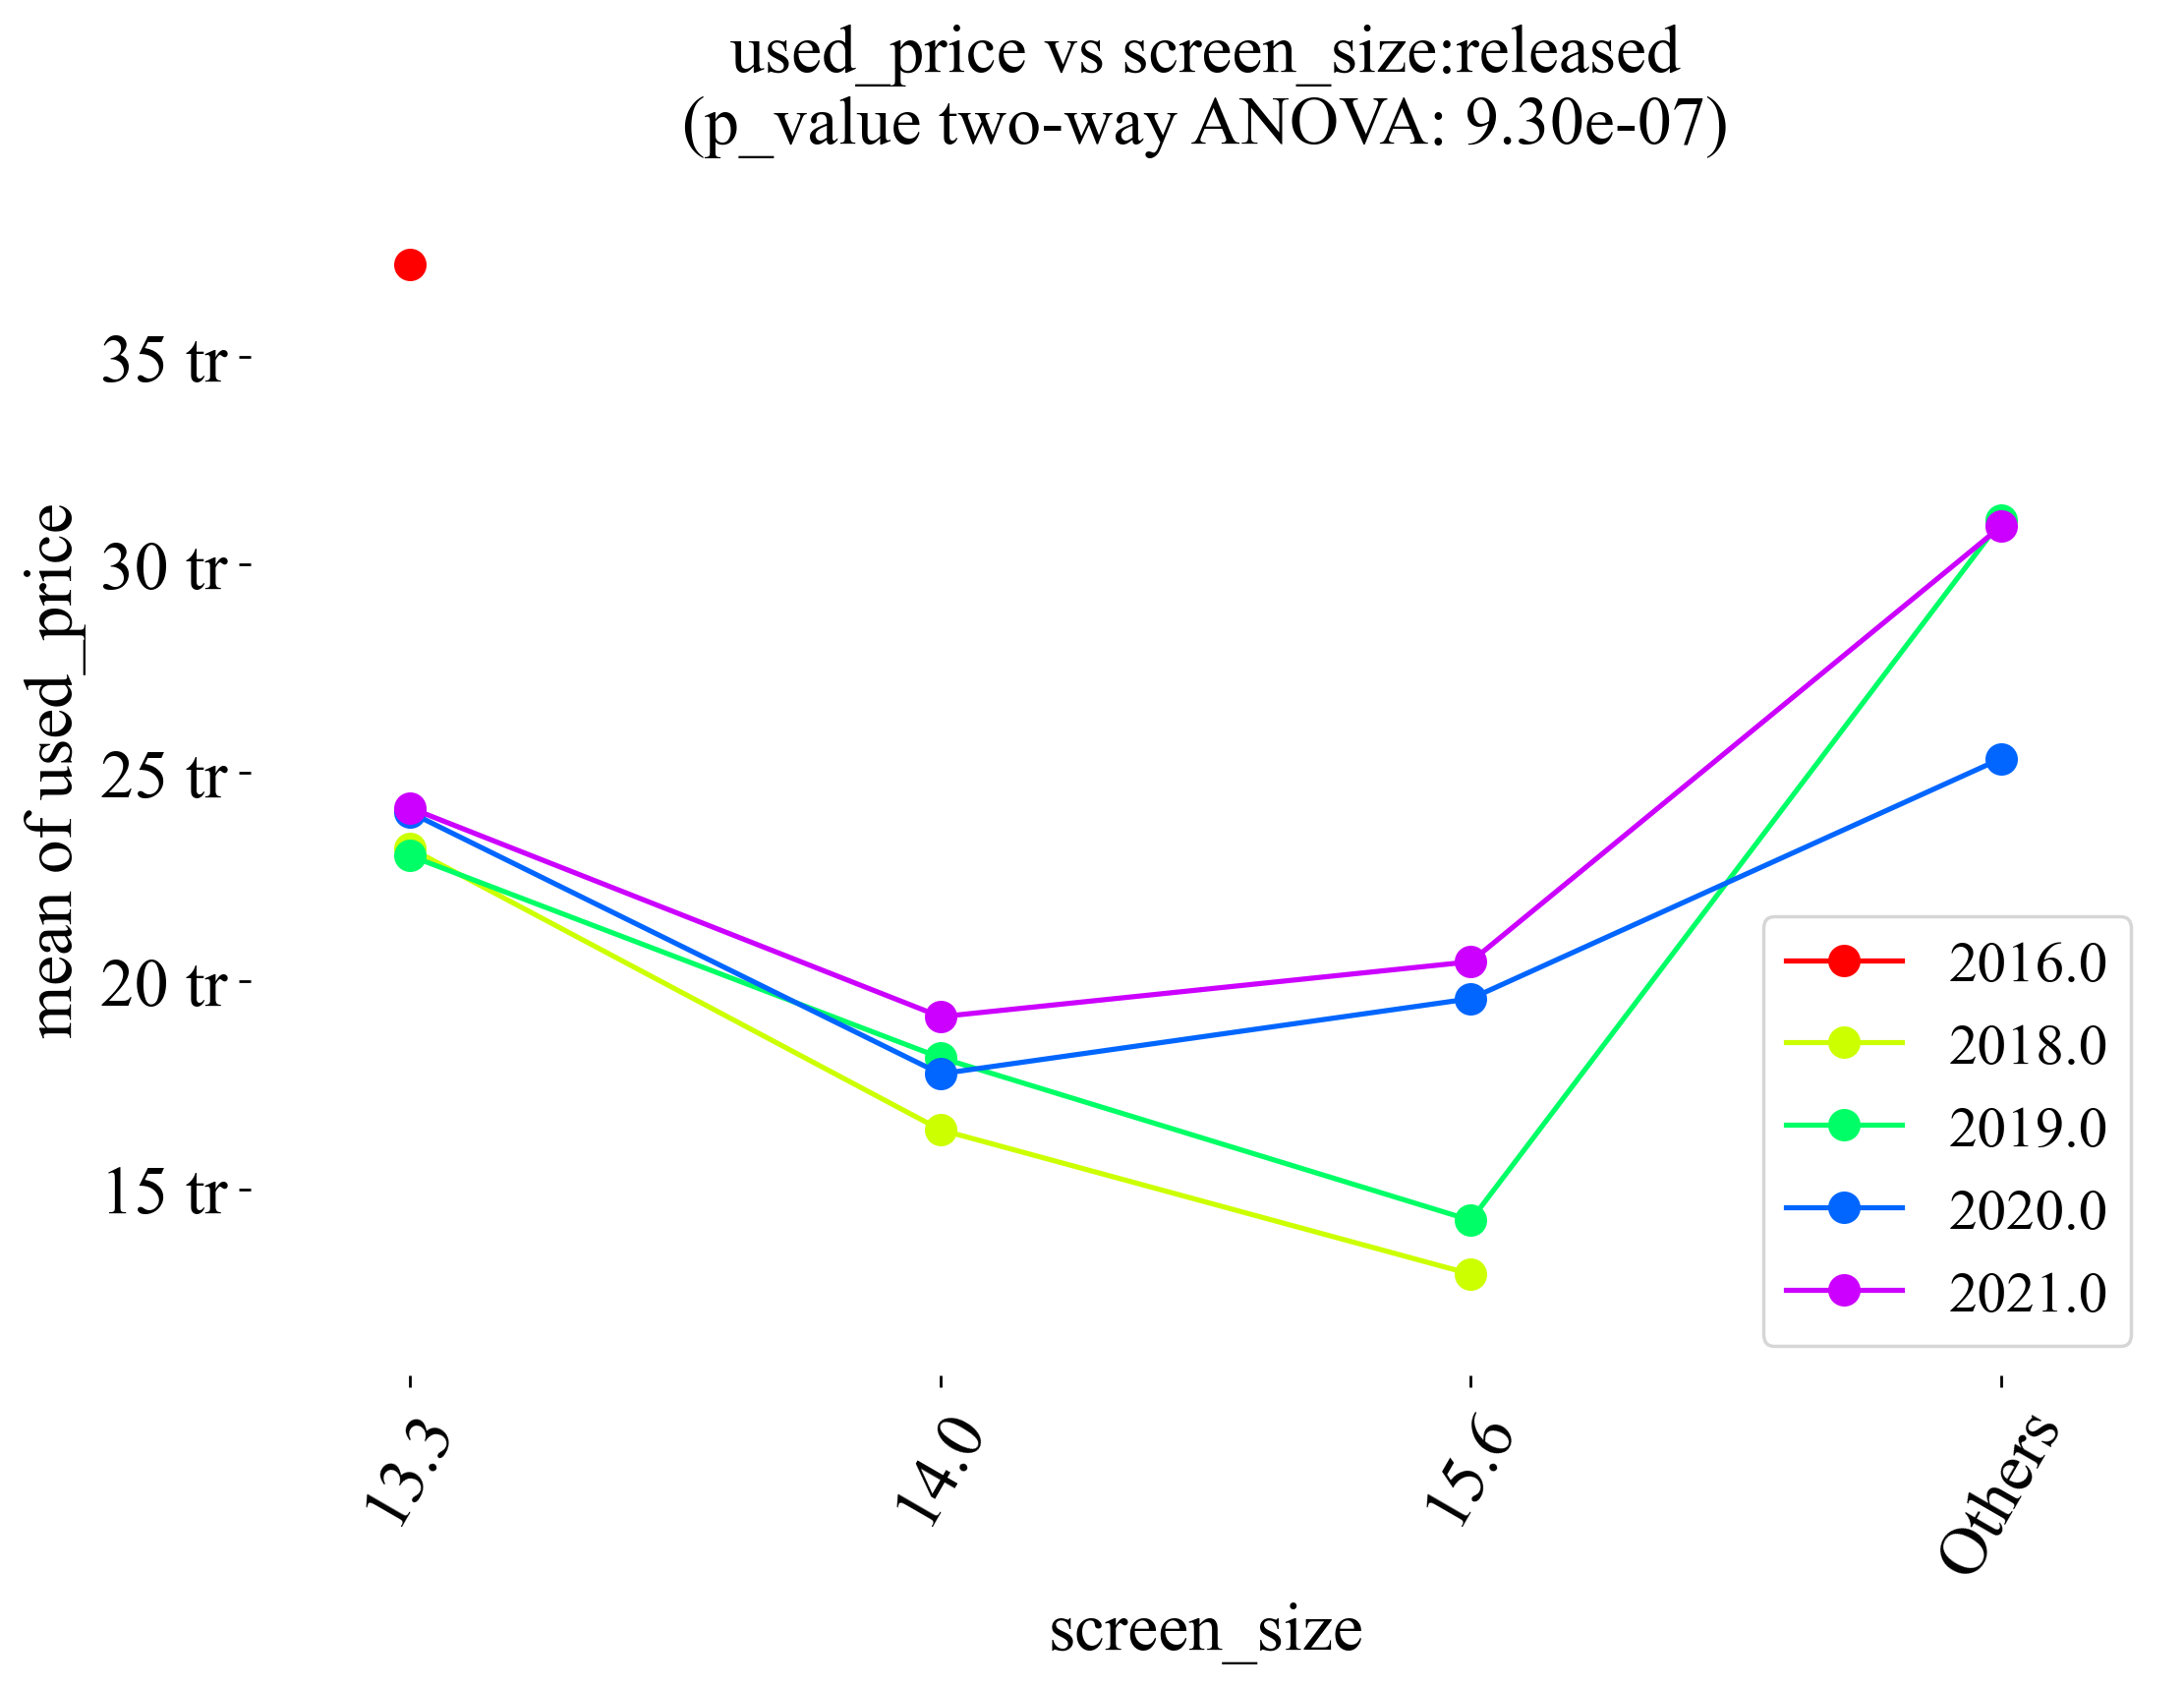 used_price vs screen_size:released
(p_value two-way ANOVA: 9.30e-07)
mean of used_price
35 tr
30 tr
25 tr
20 tr
15 tr
2016.0
2018.0
2019.0
2020.0
2021.0
13.3
14.0
15.6
Others
screen_size